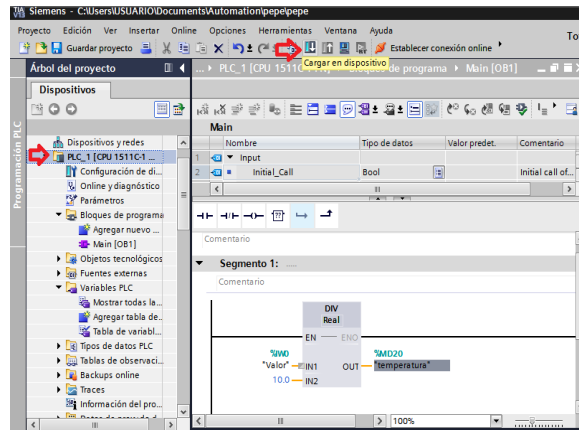 Siemens - C:\Users\USUARIO\Documents\Automation\pepe\pepe
Proyecto Edición Ver Insertar Online Opciones Herramientas Ventana Ayuda
Guardar proyecto Establecer conexión online To
Cargar en dispositivo
Árbol del proyecto
... PLC_1 [CPU 1511C de programa Main [OB1]
Dispositivos
Programación PLC
Dispositivos y redes
PLC_1 [CPU 1511C-1 ...
Configuración de di...
Online y diagnóstico
Parámetros
Bloques de programa
Agregar nuevo ...
Main [OB1]
Objetos tecnológicos
Fuentes externas
Variables PLC
Mostrar todas la...
Agregar tabla de..
Tabla de variabl...
Tipos de datos PLC
Tablas de observaci...
Backups online
Traces
Información del pro...
Main
Nombre Tipo de datos Valor predet. Comentario
1 Input
2 Initial_Call Bool Initial call of...
Comentario
Segmento 1: .....
Comentario
DIV
Real
EN ENO
%IW0 %MD20
"Valor" IN1 OUT "temperatura"
10.0 IN2
100%